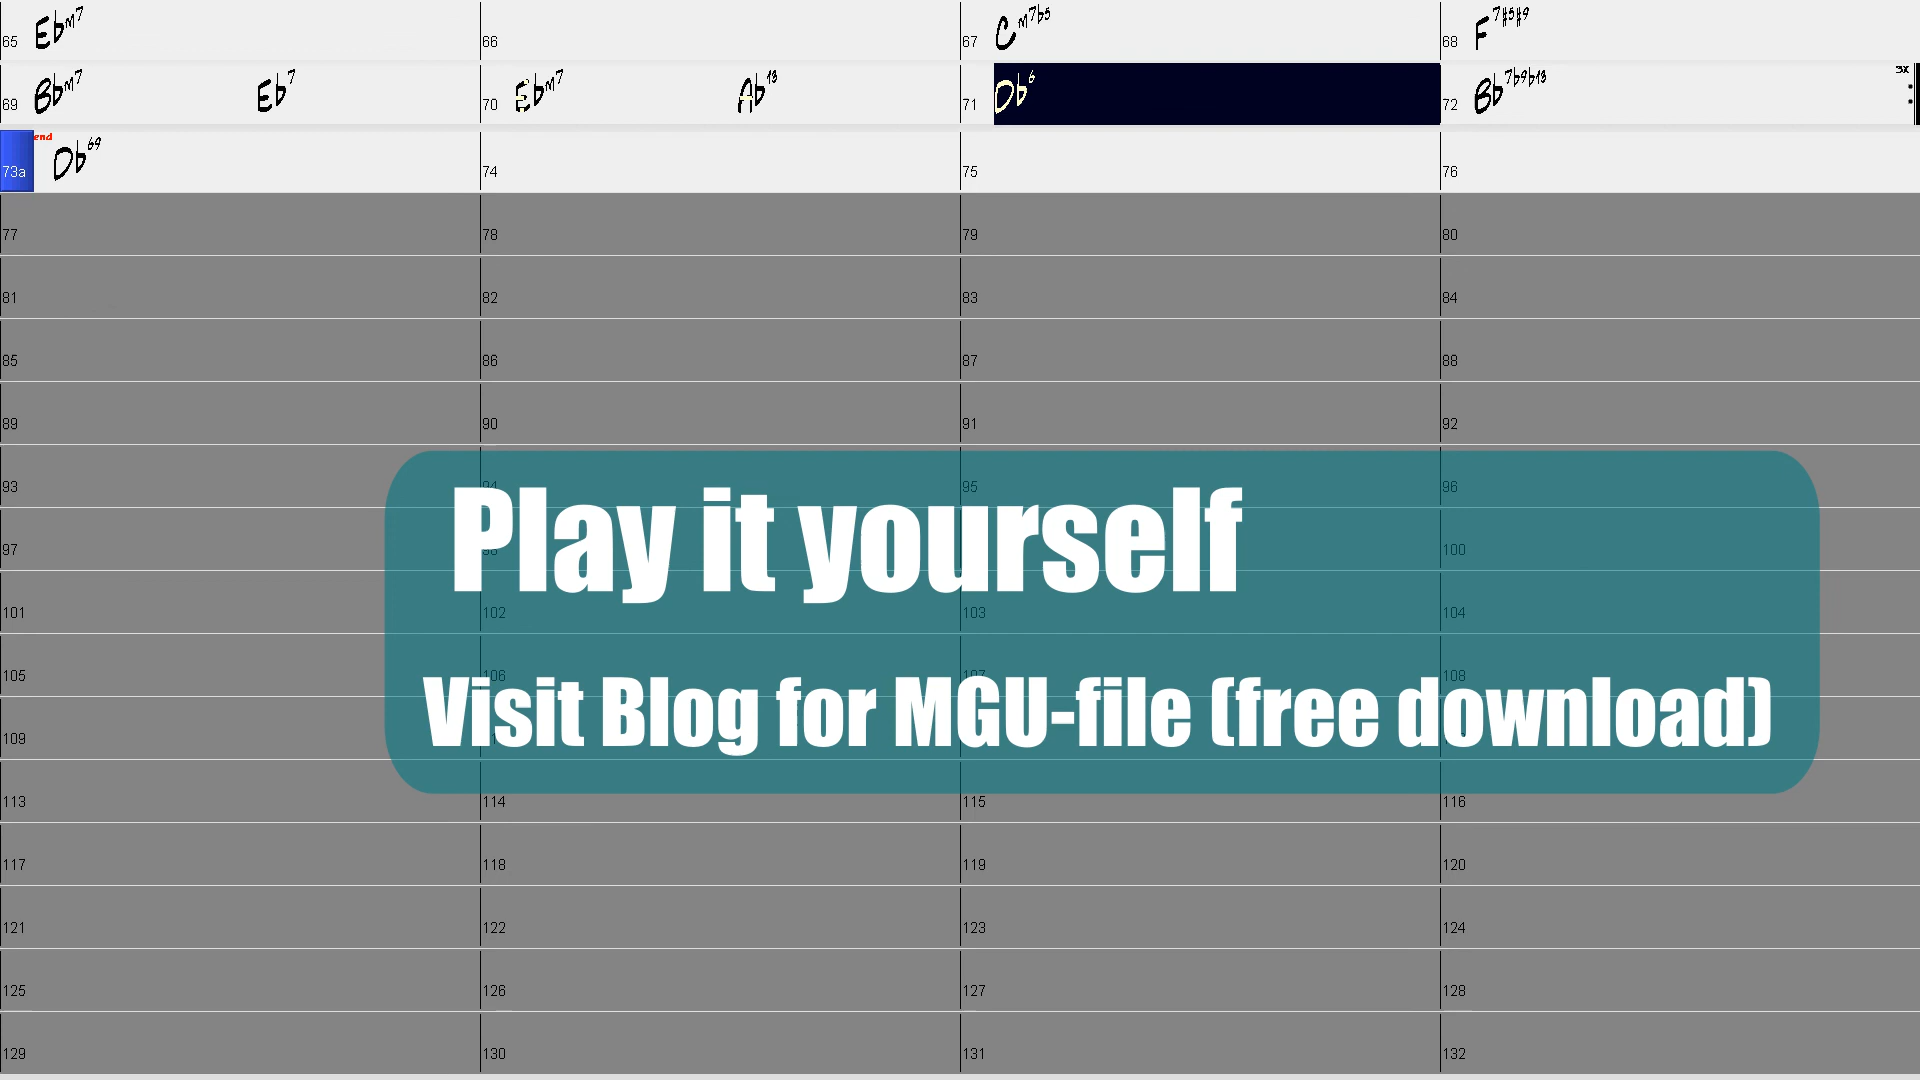 65 Ebm7 66 67 Cm7b5 68 F7#5#9
69 Bbm7 Eb7 70 Ebm7 Ab13 71 Db6 72 Bb7b9b13 3x
73a end Db69 74 75 76
77 78 79 80
81 82 83 84
85 86 87 88
89 90 91 92
93 94 95 96
Play it yourself
97 98 100
101 102 103 104
105 106 107 108
Visit Blog for MGU-file (free download)
109
113 114 115 116
117 118 119 120
121 122 123 124
125 126 127 128
129 130 131 132